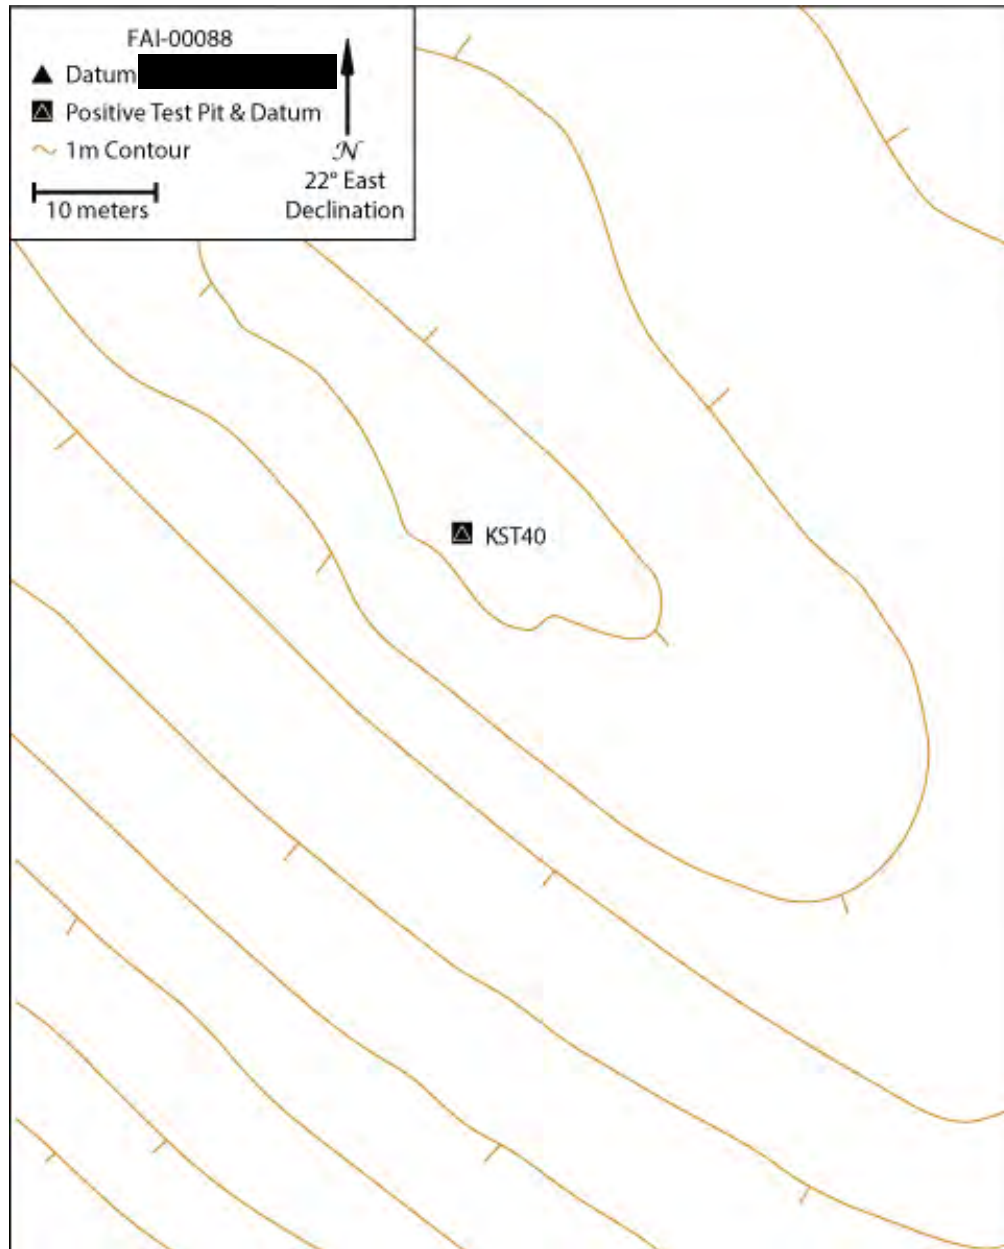 FAI-00088
Datum
Positive Test Pit & Datum
1m Contour
10 meters
N
22° East
Declination
KST40